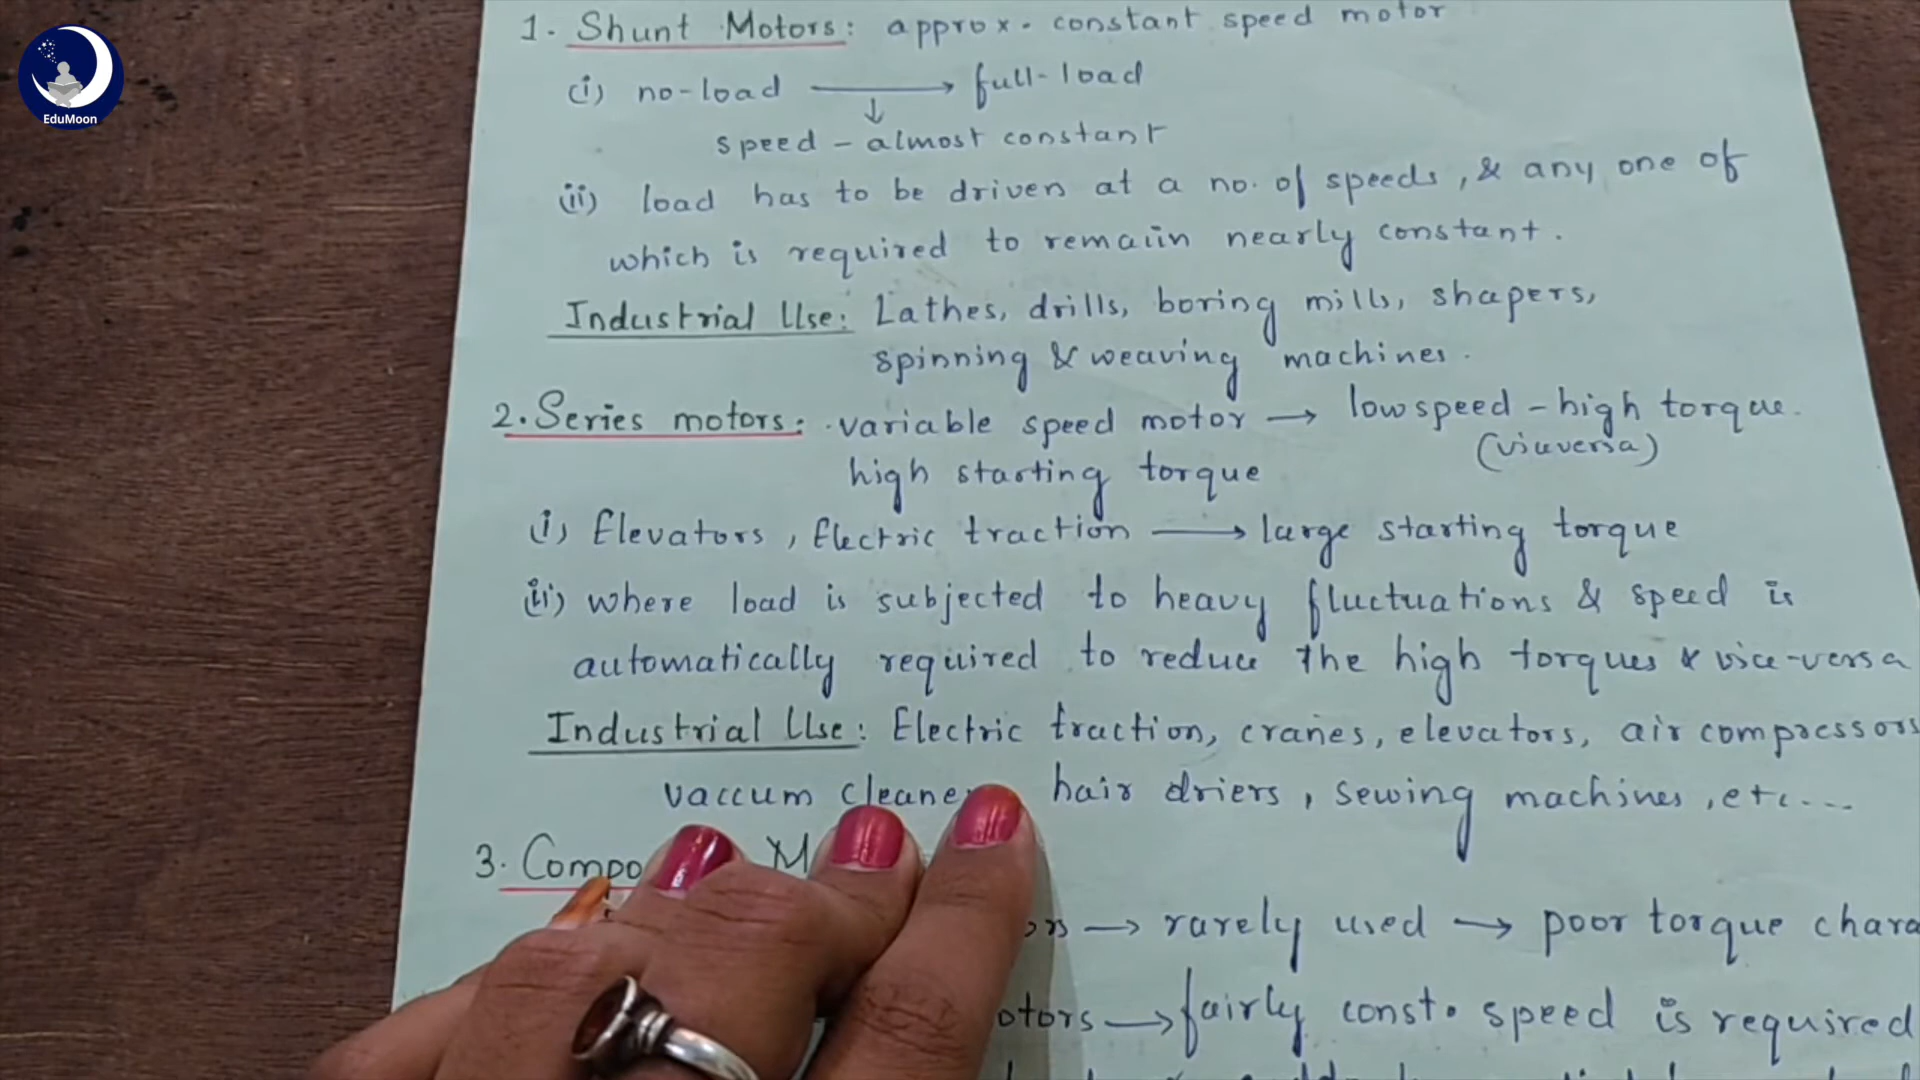 EduMoon
1. Shunt Motors: approx. constant speed motor
(i) no-load → full-load
↓
speed - almost constant
(ii) load has to be driven at a no. of speeds, & any one of
which is required to remain nearly constant.
Industrial Use: Lathes, drills, boring mills, shapers,
spinning & weaving machines.
2. Series motors: variable speed motor → low speed - high torque.
(viceversa)
high starting torque
(i) Elevators, Electric traction → large starting torque
(ii) where load is subjected to heavy fluctuations & speed is
automatically required to reduce the high torques & vice-versa
Industrial Use: Electric traction, cranes, elevators, air compressors
vaccum cleaner hair driers, sewing machines, etc...
3. Compo M
ors → rarely used → poor torque chara
otors → fairly const. speed is required